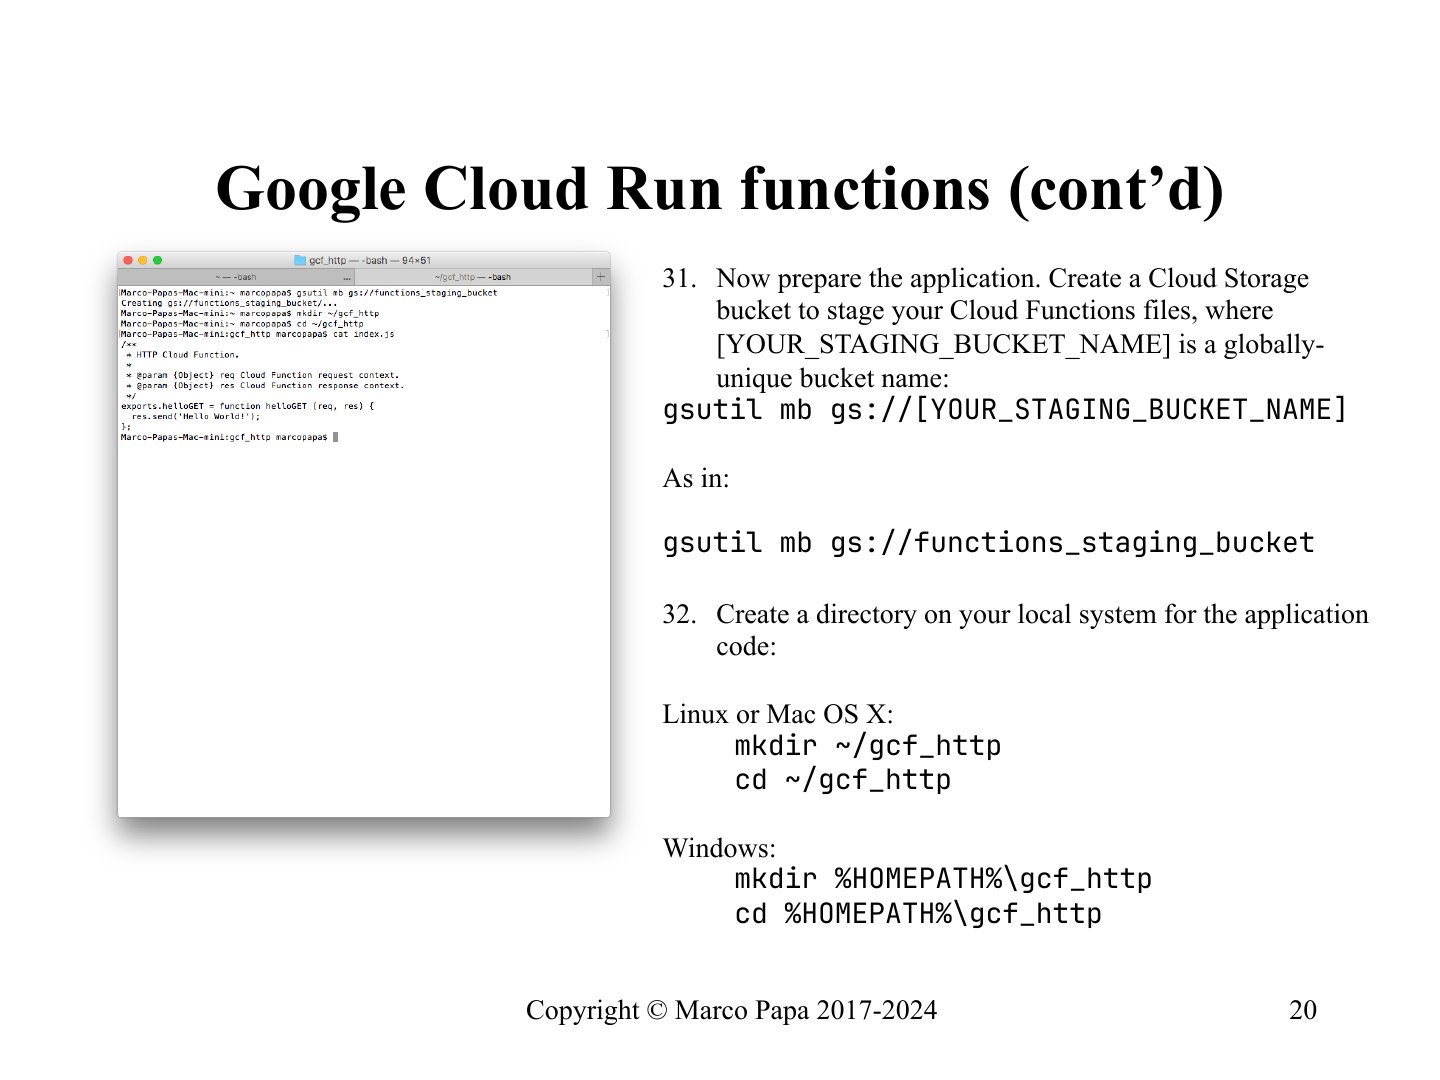 Google Cloud Run functions (cont’d)
gcf_http — -bash — 94×51
~ — -bash
...
~/gcf_http — -bash
+
Marco-Papas-Mac-mini:~ marcopapa$ gsutil mb gs://functions_staging_bucket
Creating gs://functions_staging_bucket/...
Marco-Papas-Mac-mini:~ marcopapa$ mkdir ~/gcf_http
Marco-Papas-Mac-mini:~ marcopapa$ cd ~/gcf_http
Marco-Papas-Mac-mini:gcf_http marcopapa$ cat index.js
/**
 * HTTP Cloud Function.
 *
 * @param {Object} req Cloud Function request context.
 * @param {Object} res Cloud Function response context.
 */
exports.helloGET = function helloGET (req, res) {
  res.send('Hello World!');
};
Marco-Papas-Mac-mini:gcf_http marcopapa$
31. Now prepare the application. Create a Cloud Storage
bucket to stage your Cloud Functions files, where
[YOUR_STAGING_BUCKET_NAME] is a globally-
unique bucket name:
gsutil mb gs://[YOUR_STAGING_BUCKET_NAME]
As in:
gsutil mb gs://functions_staging_bucket
32. Create a directory on your local system for the application
code:
Linux or Mac OS X:
mkdir ~/gcf_http
cd ~/gcf_http
Windows:
mkdir %HOMEPATH%\gcf_http
cd %HOMEPATH%\gcf_http
Copyright © Marco Papa 2017-2024
20